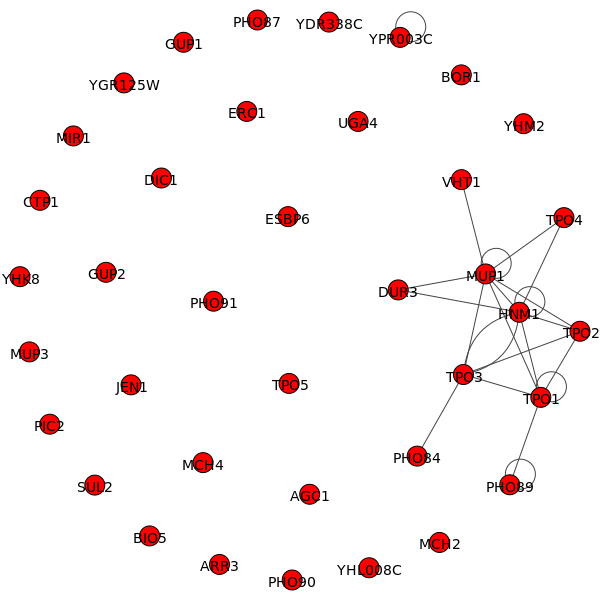 PHO87
YDR338C
YPR003C
GUP1
BOR1
YGR125W
ERC1
UGA4
YHM2
MIR1
DIC1
VHT1
CTP1
ESBP6
TPO4
YHK8
GUP2
MUP1
DUR3
PHO91
HNM1
TPO2
MUP3
TPO3
JEN1
TPO5
TPO1
PIC2
PHO84
MCH4
SUL2
PHO89
AGC1
BIO5
MCH2
ARR3
YHL008C
PHO90